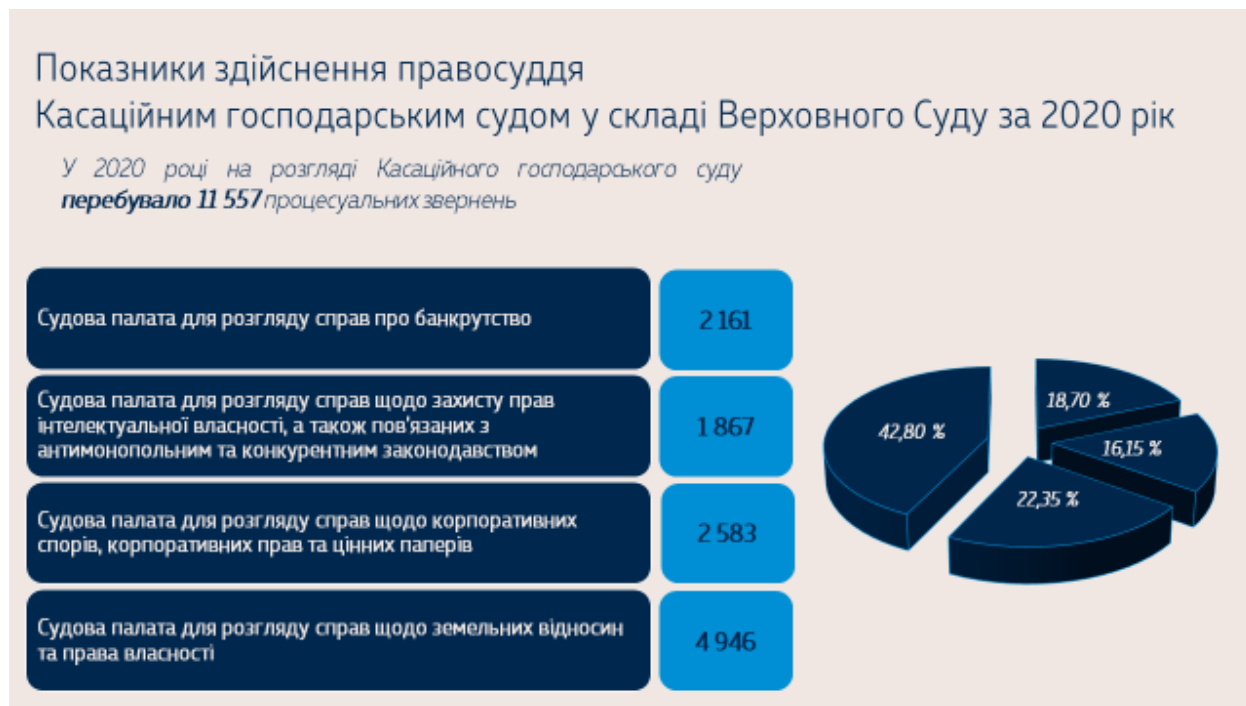 Показники здійснення правосуддя
Касаційним господарським судом у складі Верховного Суду за 2020 рік
У 2020 році на розгляді Касаційного господарського суду
перебувало 11 557 процесуальних звернень
Судова палата для розгляду справ про банкрутство
2 161
Судова палата для розгляду справ щодо захисту прав
інтелектуальної власності, а також пов'язаних з
антимонопольним та конкурентним законодавством
1 867
Судова палата для розгляду справ щодо корпоративних
спорів, корпоративних прав та цінних паперів
2 583
Судова палата для розгляду справ щодо земельних відносин
та права власності
4 946
18,70 %
42,80 %
16,15 %
22,35 %